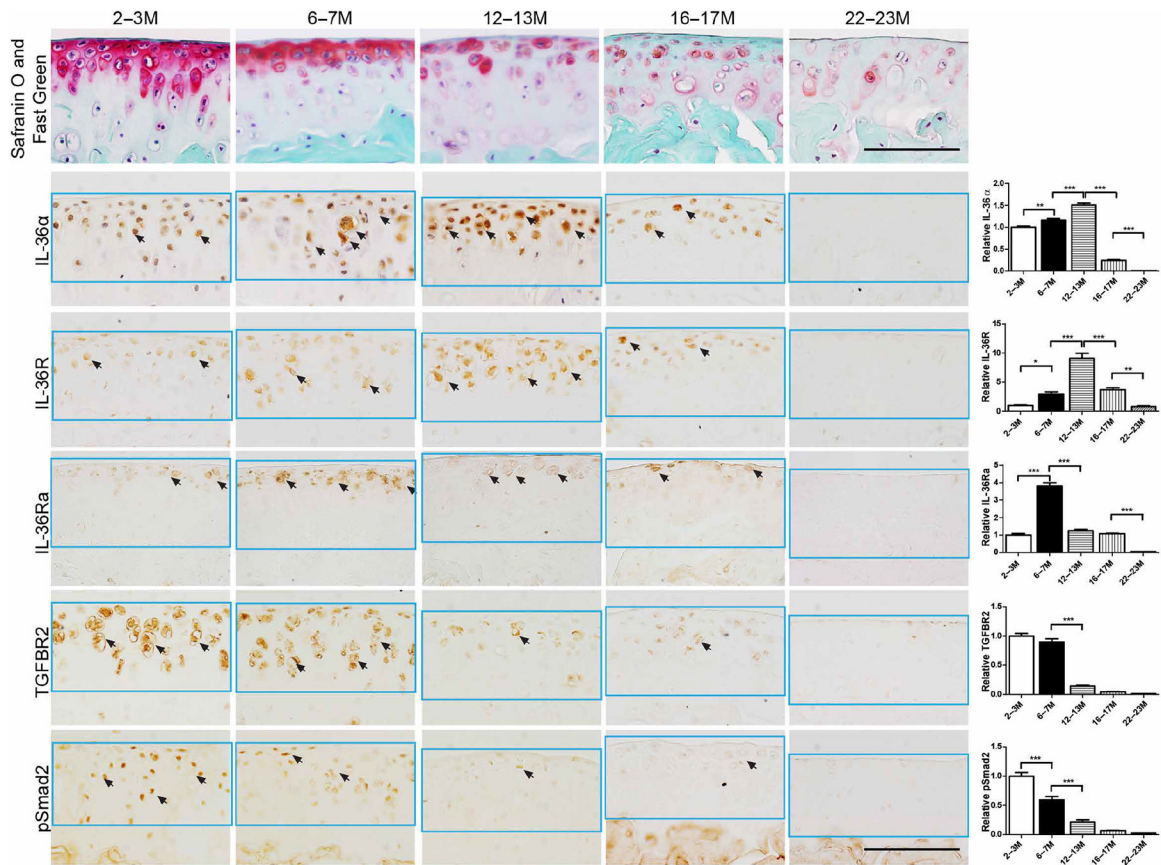 2–3M
6–7M
12–13M
16–17M
22–23M
Safranin O and
Fast Green
IL-36α
Relative IL-36 α
2.0
1.5
1.0
0.5
0.0
**
***
***
***
2–3M
6–7M
12–13M
16–17M
22–23M
IL-36R
Relative IL-36R
15
10
5
0
*
***
***
**
2–3M
6–7M
12–13M
16–17M
22–23M
IL-36Ra
Relative IL-36Ra
5
4
2
1
0
***
***
***
2–3M
6–7M
12–13M
16–17M
22–23M
TGFBR2
Relative TGFBR2
1.5
1.0
0.5
0.0
***
2–3M
6–7M
12–13M
16–17M
22–23M
pSmad2
Relative pSmad2
1.5
1.0
0.5
0.0
***
***
2–3M
6–7M
12–13M
16–17M
22–23M